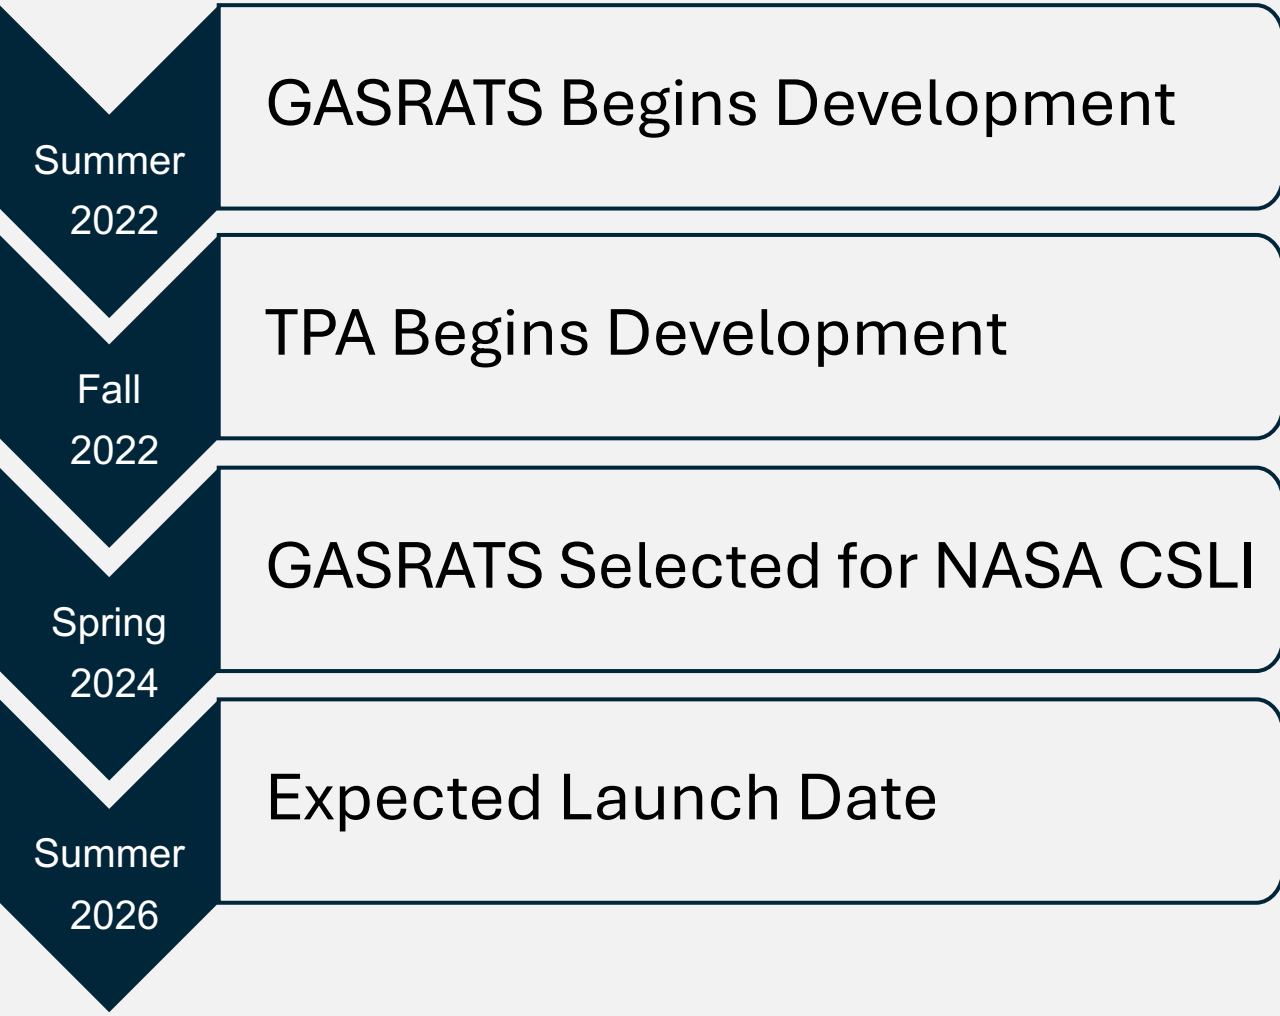 Summer
2022
GASRATS Begins Development
Fall
2022
TPA Begins Development
Spring
2024
GASRATS Selected for NASA CSLI
Summer
2026
Expected Launch Date